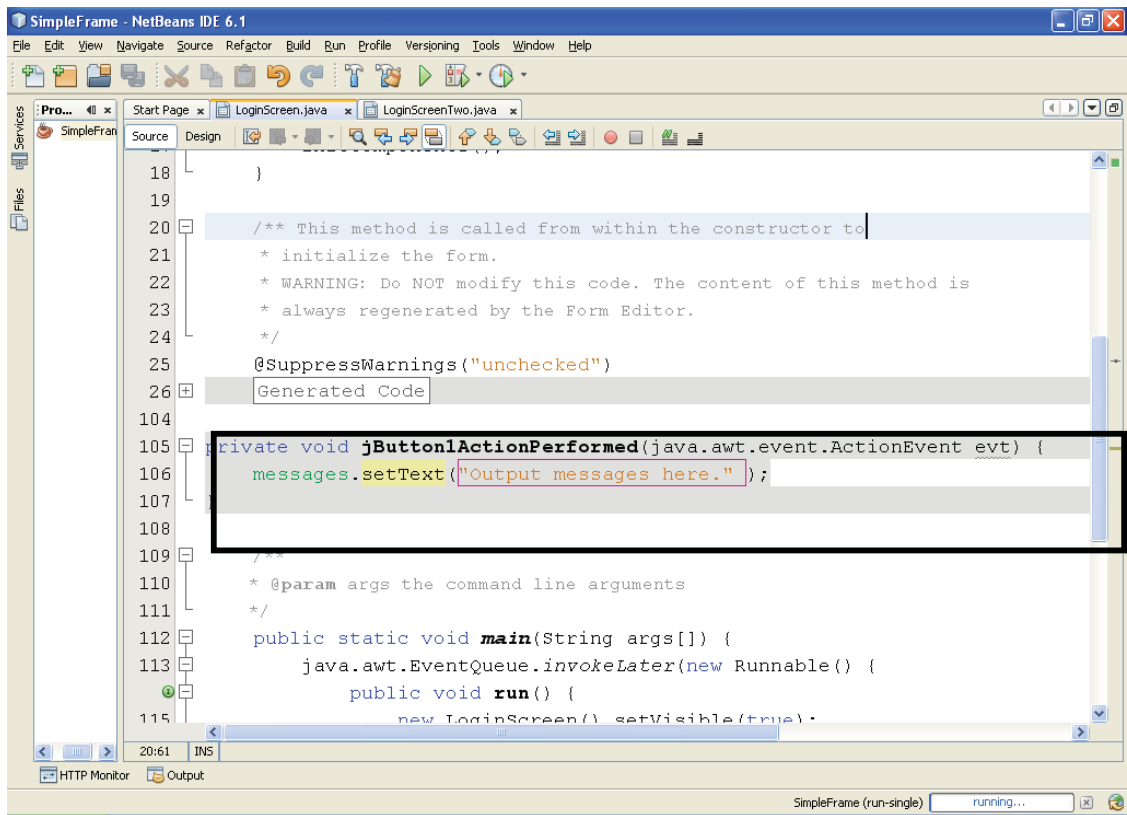 SimpleFrame - NetBeans IDE 6.1
File Edit View Navigate Source Refactor Build Run Profile Versioning Tools Window Help
Services
Files
Pro...
SimpleFran
Start Page LoginScreen.java LoginScreenTwo.java
Source Design
18 }
19
20 /** This method is called from within the constructor to
21 * initialize the form.
22 * WARNING: Do NOT modify this code. The content of this method is
23 * always regenerated by the Form Editor.
24 */
25 @SuppressWarnings("unchecked")
26 Generated Code
104
105 private void jButton1ActionPerformed(java.awt.event.ActionEvent evt) {
106 messages.setText("Output messages here." );
107 }
108
109 /**
110 * @param args the command line arguments
111 */
112 public static void main(String args[]) {
113 java.awt.EventQueue.invokeLater(new Runnable() {
public void run() {
115 new LoginScreen().setVisible(true);
20:61 INS
HTTP Monitor Output
SimpleFrame (run-single) running...